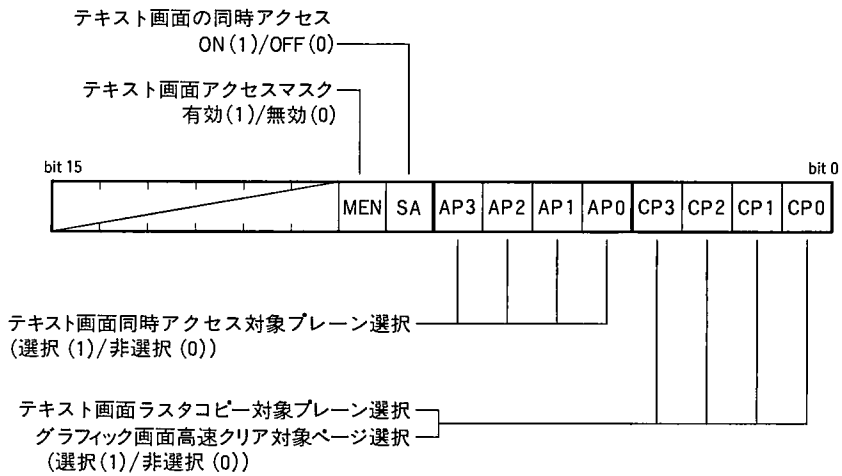 テキスト画面の同時アクセス
ON(1)/OFF(0)
テキスト画面アクセスマスク
有効(1)/無効(0)
bit 15
bit 0
MEN SA AP3 AP2 AP1 AP0 CP3 CP2 CP1 CP0
テキスト画面同時アクセス対象プレーン選択
(選択(1)/非選択(0))
テキスト画面ラスタコピー対象プレーン選択
グラフィック画面高速クリア対象ページ選択
(選択(1)/非選択(0))